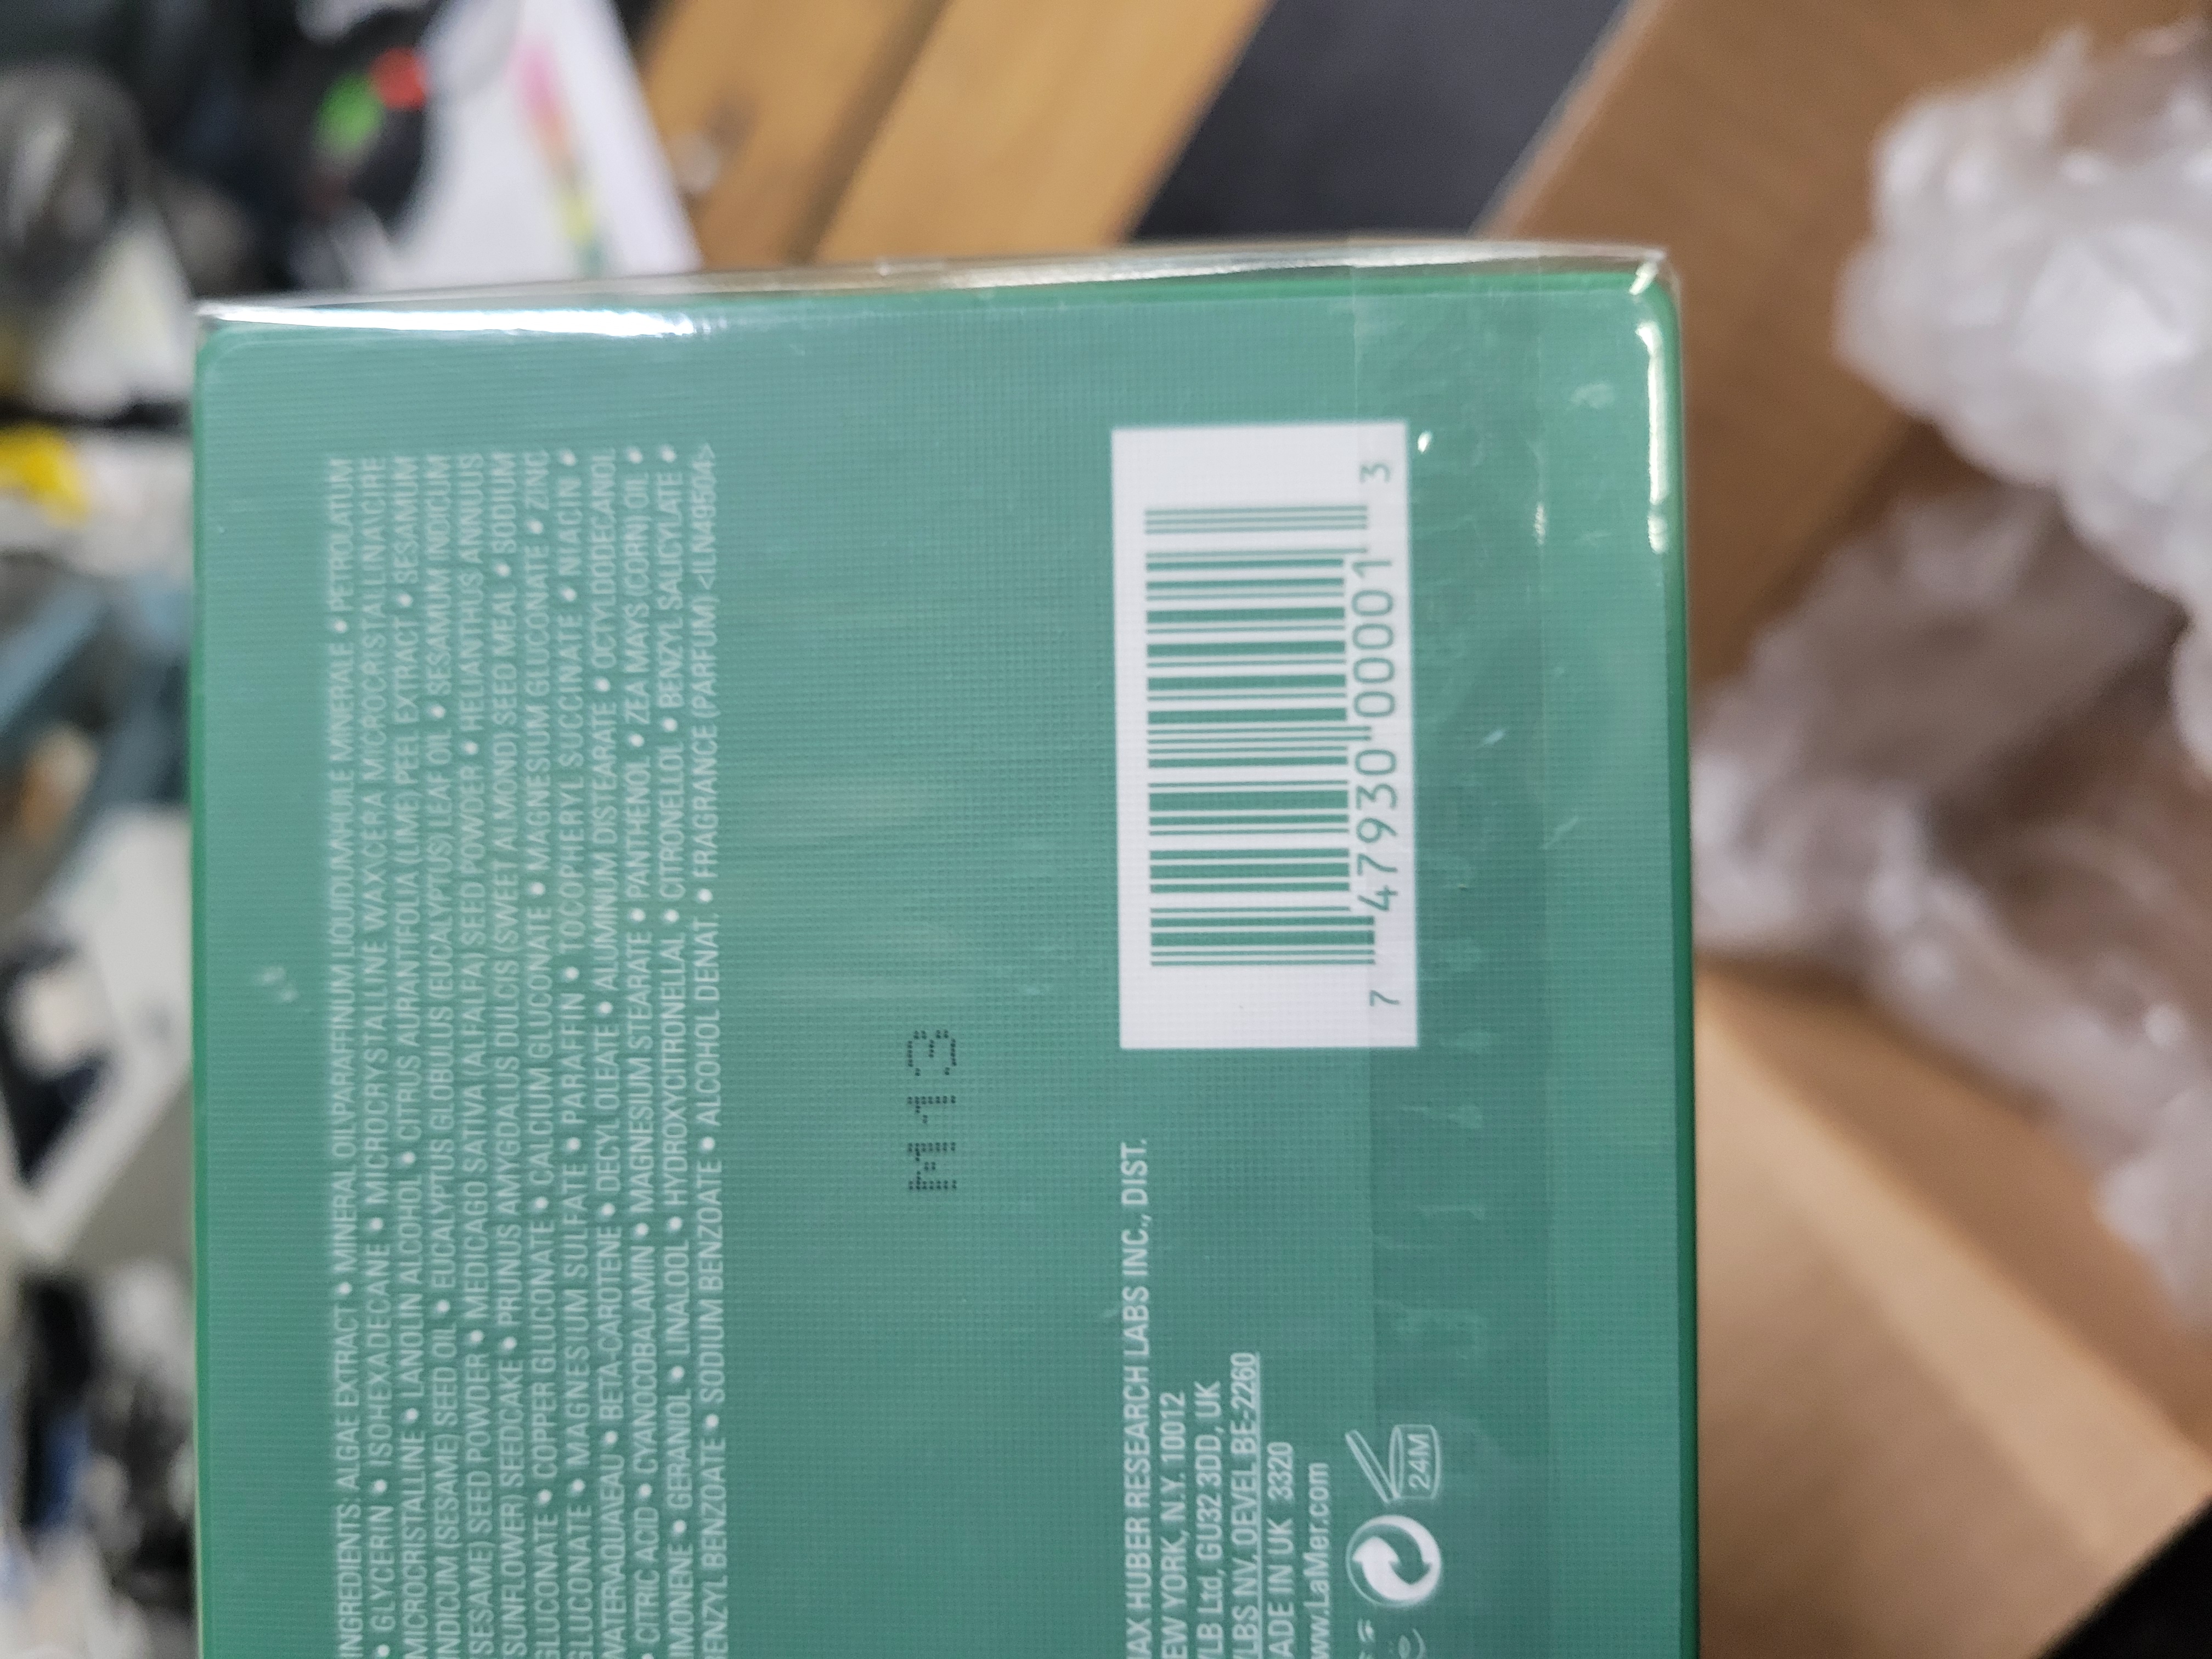 INGREDIENTS: ALGAE EXTRACT • MINERAL OIL\PARAFFINUM LIQUIDUM\HUILE MINERALE • PETROLATUM
• GLYCERIN • ISOHEXADECANE • MICROCRYSTALLINE WAX\CERA MICROCRISTALLINA\CIRE
MICROCRISTALLINE • LANOLIN ALCOHOL • CITRUS AURANTIFOLIA (LIME) PEEL EXTRACT • SESAMUM
INDICUM (SESAME) SEED OIL • EUCALYPTUS GLOBULUS (EUCALYPTUS) LEAF OIL • SESAMUM INDICUM
(SESAME) SEED POWDER • MEDICAGO SATIVA (ALFALFA) SEED POWDER • HELIANTHUS ANNUUS
(SUNFLOWER) SEEDCAKE • PRUNUS AMYGDALUS DULCIS (SWEET ALMOND) SEED MEAL • SODIUM
GLUCONATE • COPPER GLUCONATE • CALCIUM GLUCONATE • MAGNESIUM GLUCONATE • ZINC
GLUCONATE • MAGNESIUM SULFATE • PARAFFIN • TOCOPHERYL SUCCINATE • NIACIN •
WATER\AQUA\EAU • BETA-CAROTENE • DECYL OLEATE • ALUMINUM DISTEARATE • OCTYLDODECANOL
• CITRIC ACID • CYANOCOBALAMIN • MAGNESIUM STEARATE • PANTHENOL • ZEA MAYS (CORN) OIL •
LIMONENE • GERANIOL • LINALOOL • HYDROXYCITRONELLAL • CITRONELLOL • BENZYL SALICYLATE •
BENZYL BENZOATE • SODIUM BENZOATE • ALCOHOL DENAT. • FRAGRANCE (PARFUM) <ILN49504>
M13
MAX HUBER RESEARCH LABS INC., DIST.
NEW YORK, N.Y. 10012
YLB Ltd, GU32 3DD, UK
YLBS NV, OEVEL BE-2260
MADE IN UK 3320
www.LaMer.com
24M
7 47930 00001 3